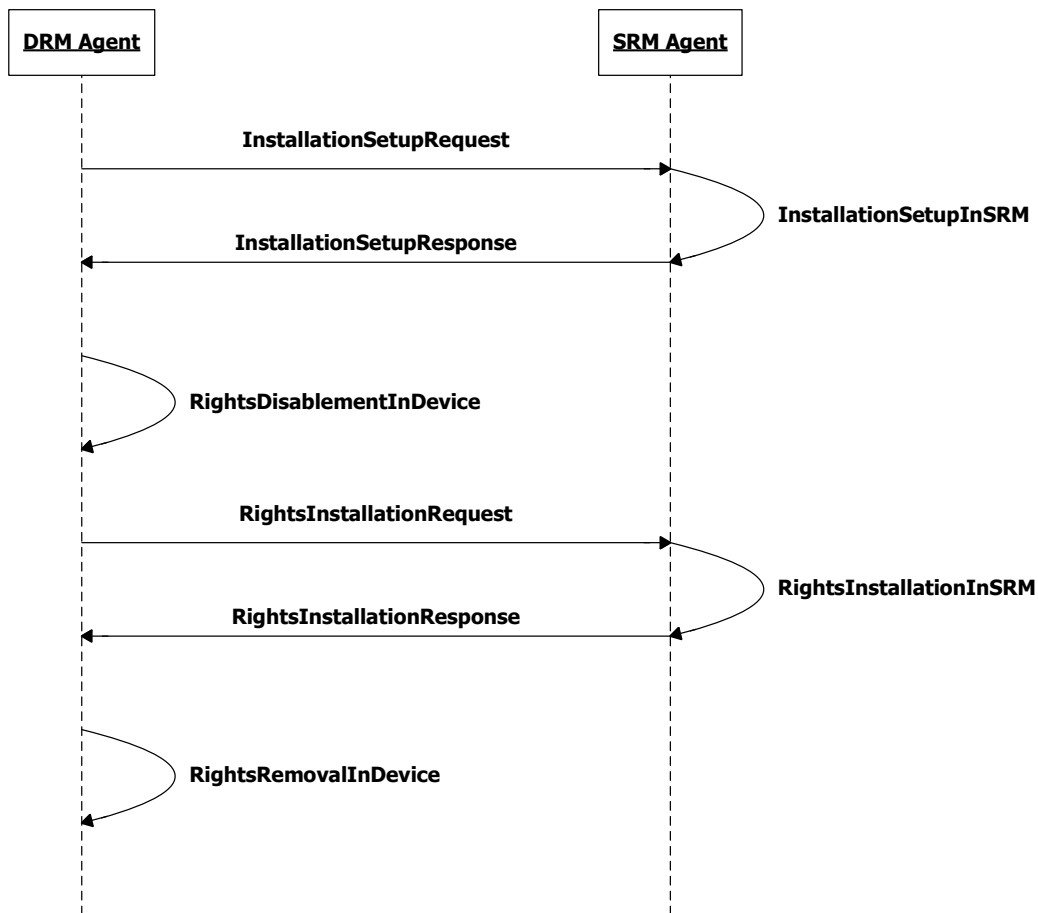 DRM Agent
SRM Agent
InstallationSetupRequest
InstallationSetupInSRM
InstallationSetupResponse
RightsDisablementInDevice
RightsInstallationRequest
RightsInstallationInSRM
RightsInstallationResponse
RightsRemovalInDevice